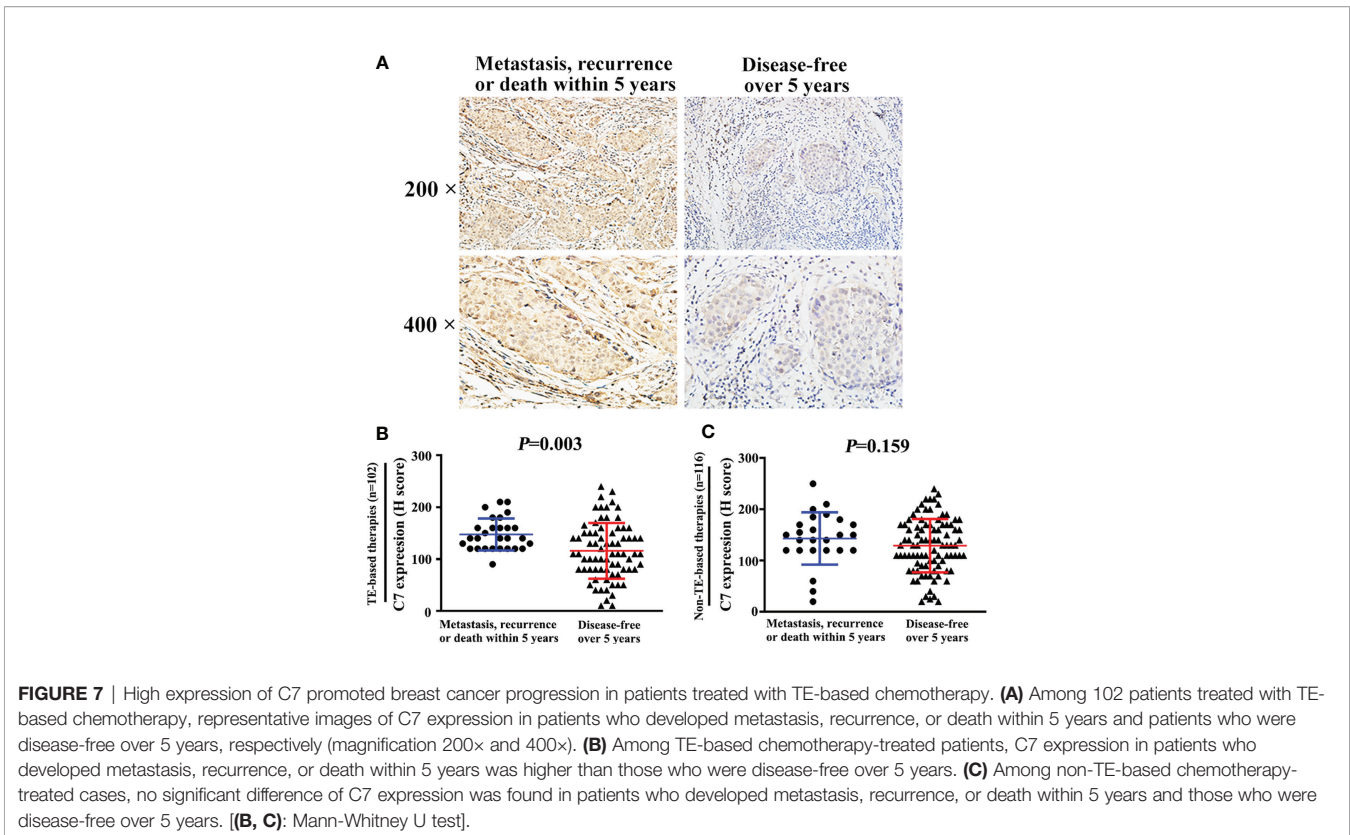 A
Metastasis, recurrence
or death within 5 years
Disease-free
over 5 years
200 ×
400 ×
B
P=0.003
TE-based therapies (n=102)
C7 expreesion (H score)
300
200
100
0
Metastasis, recurrence
or death within 5 years
Disease-free
over 5 years
C
P=0.159
Non-TE-based therapies (n=116)
C7 expreesion (H score)
300
200
100
0
Metastasis, recurrence
or death within 5 years
Disease-free
over 5 years
FIGURE 7 | High expression of C7 promoted breast cancer progression in patients treated with TE-based chemotherapy. (A) Among 102 patients treated with TE-
based chemotherapy, representative images of C7 expression in patients who developed metastasis, recurrence, or death within 5 years and patients who were
disease-free over 5 years, respectively (magnification 200× and 400×). (B) Among TE-based chemotherapy-treated patients, C7 expression in patients who
developed metastasis, recurrence, or death within 5 years was higher than those who were disease-free over 5 years. (C) Among non-TE-based chemotherapy-
treated cases, no significant difference of C7 expression was found in patients who developed metastasis, recurrence, or death within 5 years and those who were
disease-free over 5 years. [(B, C): Mann-Whitney U test].